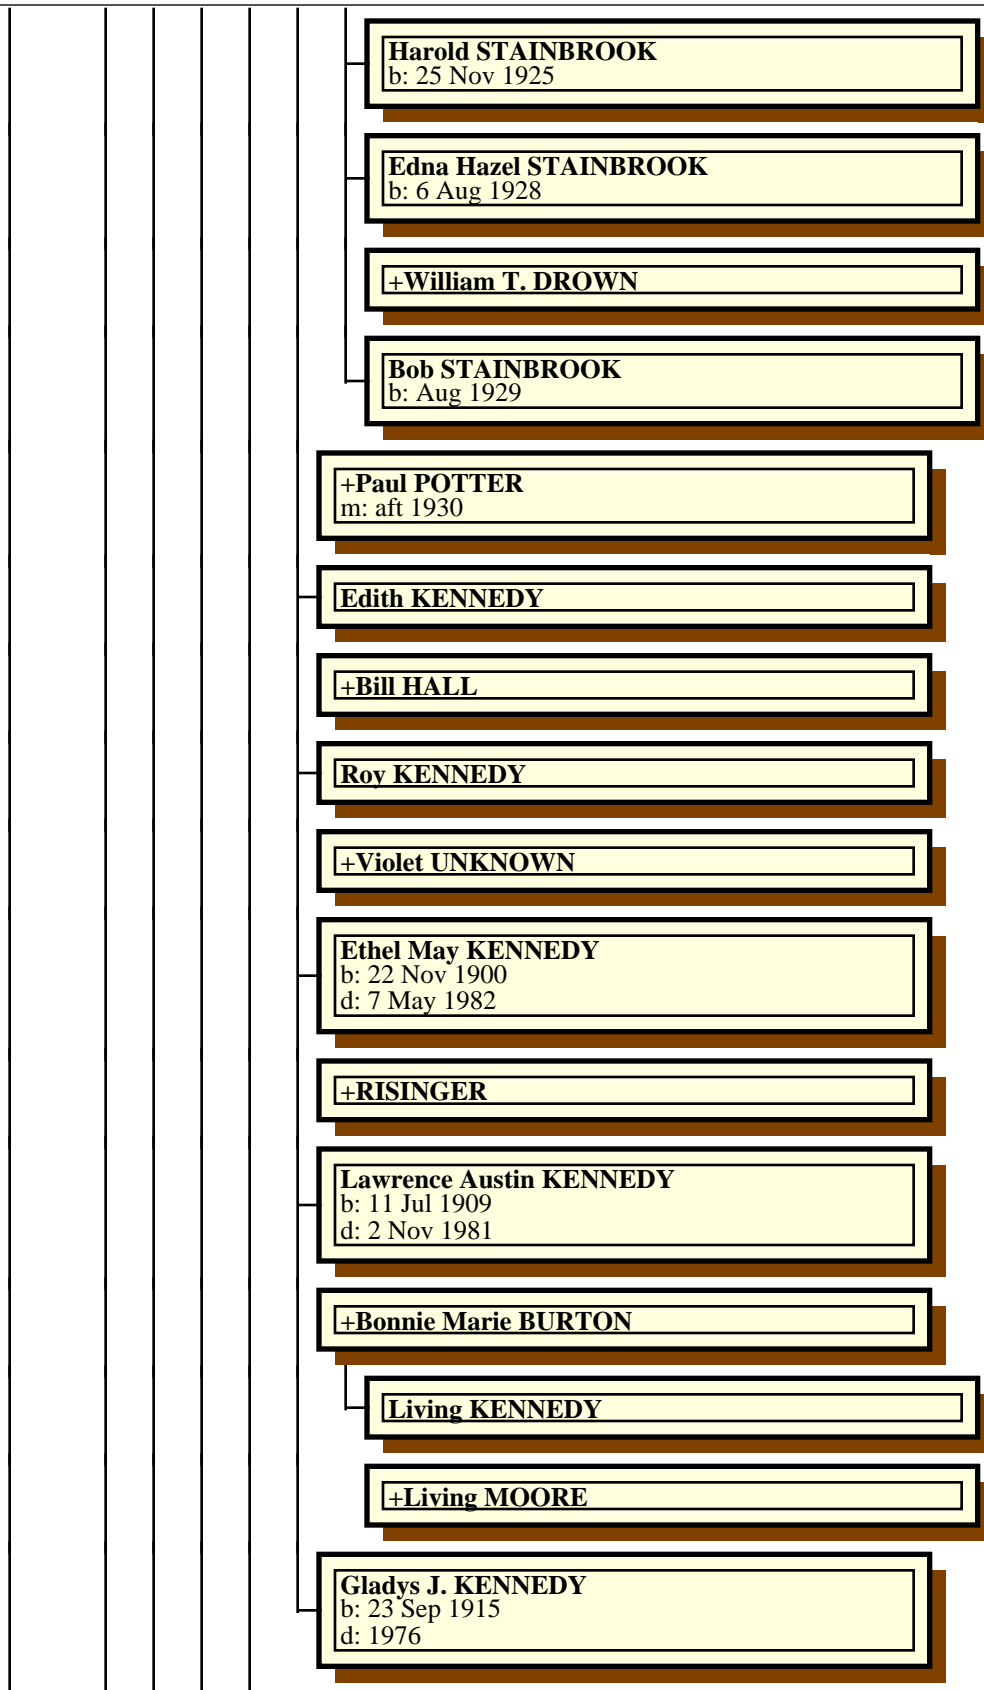 Harold STAINBROOK
b: 25 Nov 1925
Edna Hazel STAINBROOK
b: 6 Aug 1928
+William T. DROWN
Bob STAINBROOK
b: Aug 1929
+Paul POTTER
m: aft 1930
Edith KENNEDY
+Bill HALL
Roy KENNEDY
+Violet UNKNOWN
Ethel May KENNEDY
b: 22 Nov 1900
d: 7 May 1982
+RISINGER
Lawrence Austin KENNEDY
b: 11 Jul 1909
d: 2 Nov 1981
+Bonnie Marie BURTON
Living KENNEDY
+Living MOORE
Gladys J. KENNEDY
b: 23 Sep 1915
d: 1976